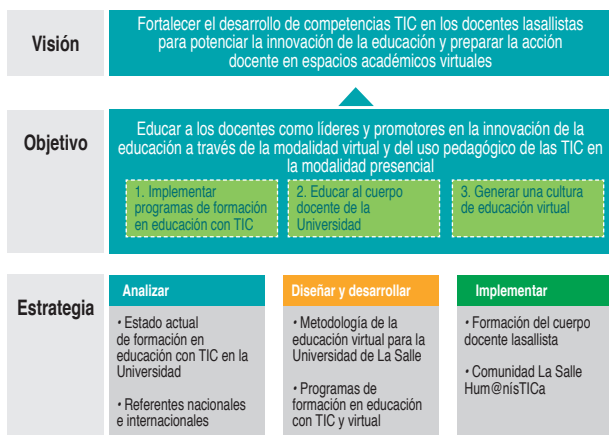 Visión
Fortalecer el desarrollo de competencias TIC en los docentes lasallistas
para potenciar la innovación de la educación y preparar la acción
docente en espacios académicos virtuales
Objetivo
Educar a los docentes como líderes y promotores en la innovación de la
educación a través de la modalidad virtual y del uso pedagógico de las TIC en
la modalidad presencial
1. Implementar
programas de formación
en educación con TIC
2. Educar al cuerpo
docente de la
Universidad
3. Generar una cultura
de educación virtual
Estrategia
Analizar
• Estado actual
de formación en
educación con TIC en la
Universidad
• Referentes nacionales
e internacionales
Diseñar y desarrollar
• Metodología de la
educación virtual para la
Universidad de La Salle
• Programas de
formación en educación
con TIC y virtual
Implementar
• Formación del cuerpo
docente lasallista
• Comunidad La Salle
Hum@nísTICa